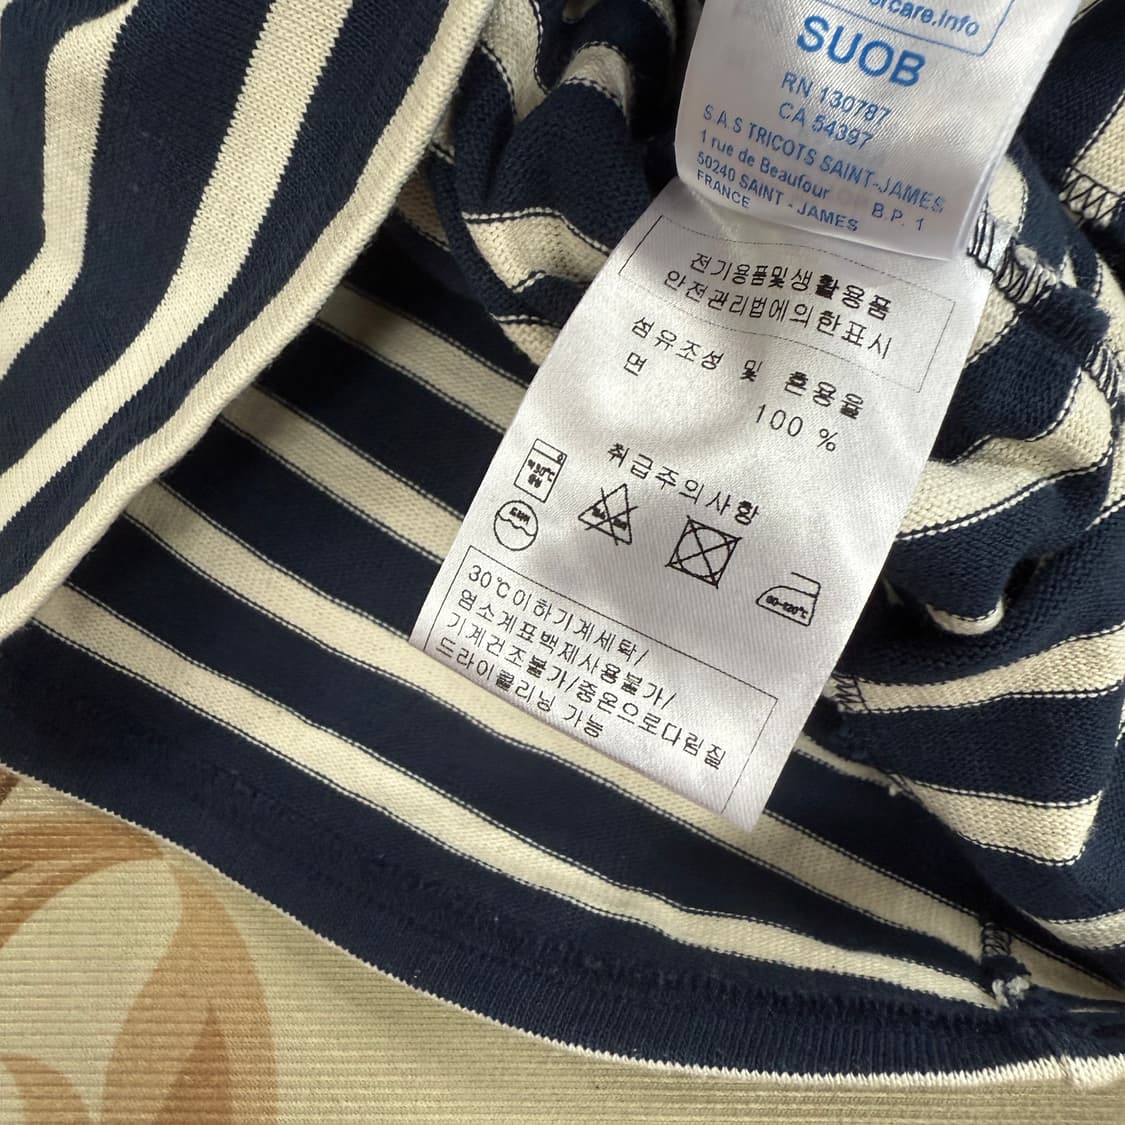 care.info
SUOB
RN 130787
CA 54397
S A S TRICOTS SAINT-JAMES
1 rue de Beaufour B.P. 1
50240 SAINT - JAMES
FRANCE
전기용품및생활용품
안전관리법에의한표시
섬유조성 및 혼용율
면 100 %
취급주의사항
80-120℃
30℃이하기계세탁/
염소계표백제사용불가/
기계건조불가/중온으로다림질
드라이클리닝 가능